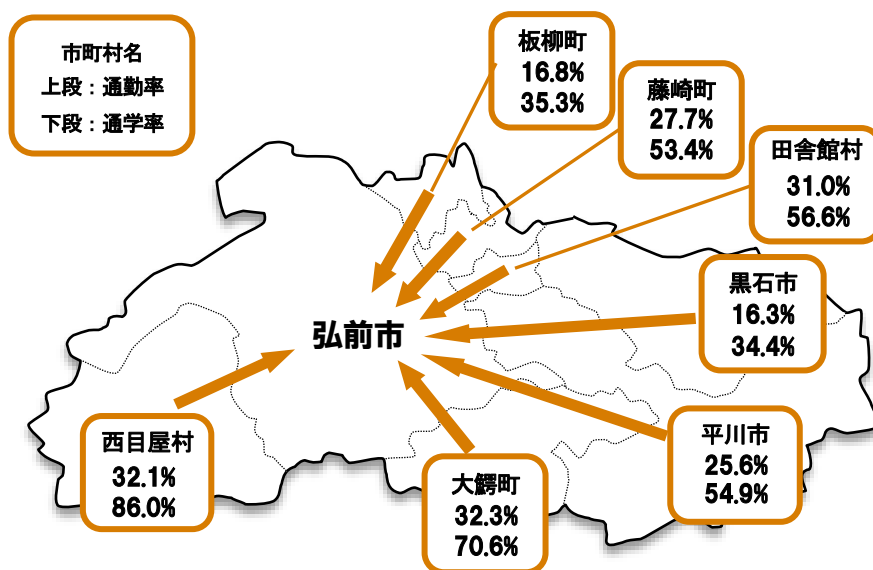 市町村名
上段：通勤率
下段：通学率
板柳町
16.8%
35.3%
藤崎町
27.7%
53.4%
田舎館村
31.0%
56.6%
黒石市
16.3%
34.4%
弘前市
西目屋村
32.1%
86.0%
大鰐町
32.3%
70.6%
平川市
25.6%
54.9%